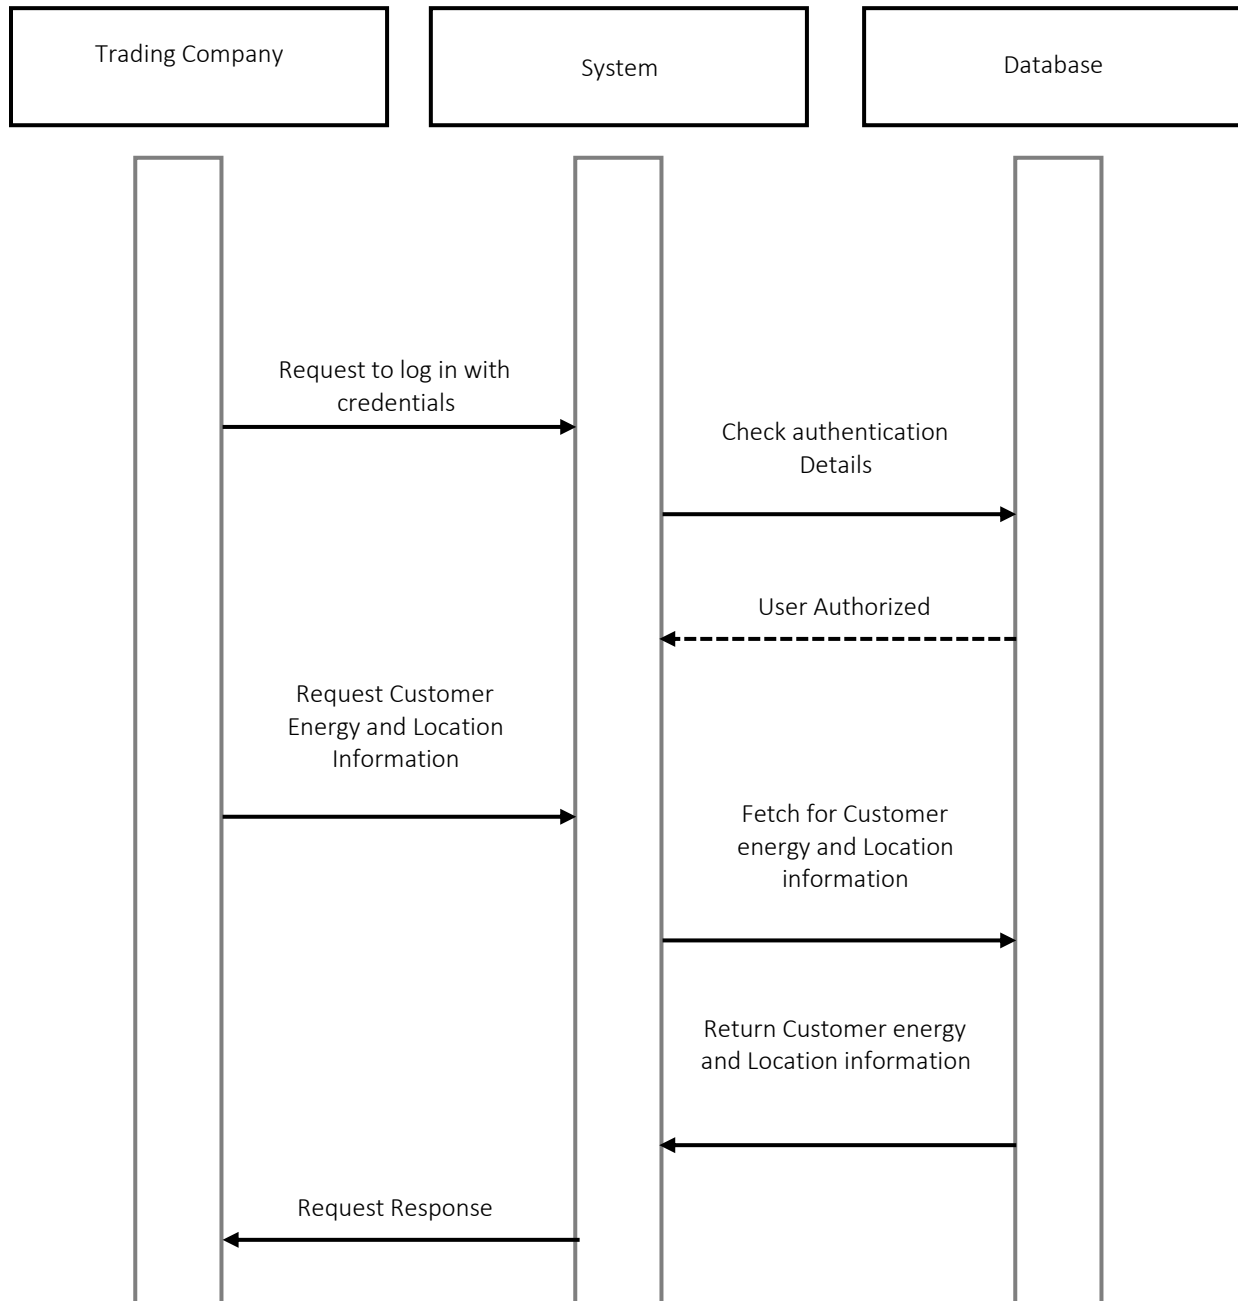 Trading Company
System
Database
Request to log in with
credentials
Check authentication
Details
User Authorized
Request Customer
Energy and Location
Information
Fetch for Customer
energy and Location
information
Return Customer energy
and Location information
Request Response